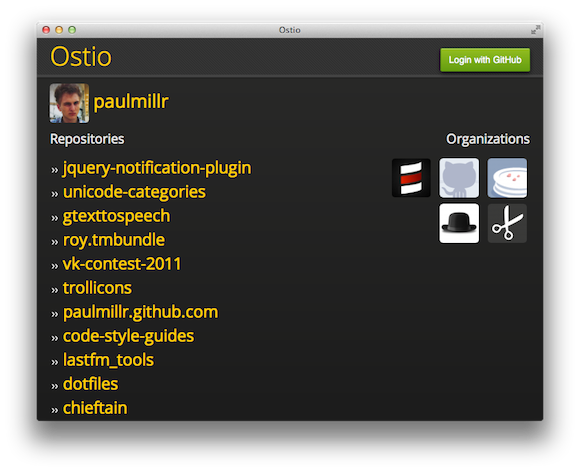 Ostio
Ostio
Login with GitHub
paulmillr
Repositories
Organizations
» jquery-notification-plugin
» unicode-categories
» gtexttospeech
» roy.tmbundle
» vk-contest-2011
» trollicons
» paulmillr.github.com
» code-style-guides
» lastfm_tools
» dotfiles
» chieftain